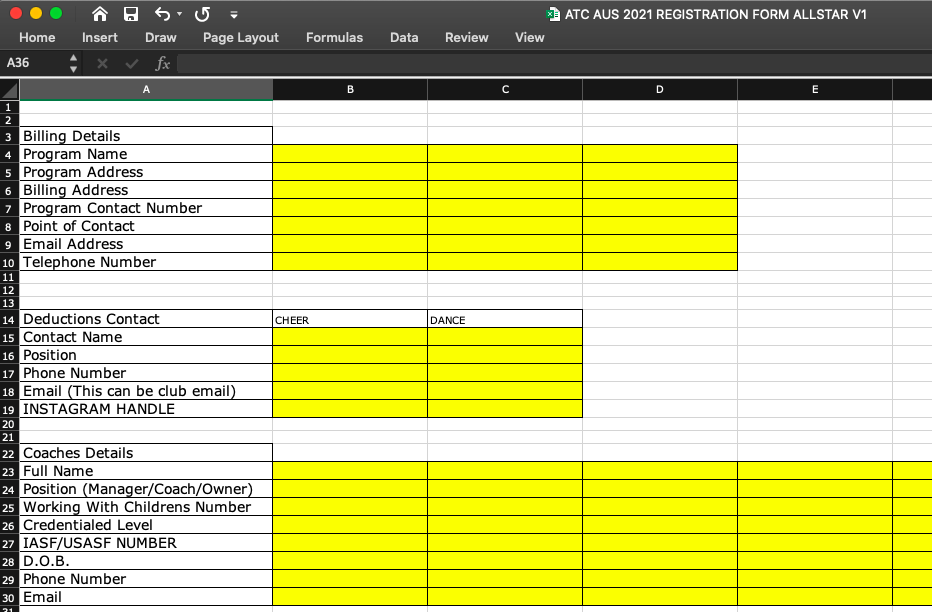 ATC AUS 2021 REGISTRATION FORM ALLSTAR V1
Home Insert Draw Page Layout Formulas Data Review View
A36 fx
A B C D E
1
2
3 Billing Details
4 Program Name
5 Program Address
6 Billing Address
7 Program Contact Number
8 Point of Contact
9 Email Address
10 Telephone Number
11
12
13
14 Deductions Contact CHEER DANCE
15 Contact Name
16 Position
17 Phone Number
18 Email (This can be club email)
19 INSTAGRAM HANDLE
20
21
22 Coaches Details
23 Full Name
24 Position (Manager/Coach/Owner)
25 Working With Childrens Number
26 Credentialed Level
27 IASF/USASF NUMBER
28 D.O.B.
29 Phone Number
30 Email
31